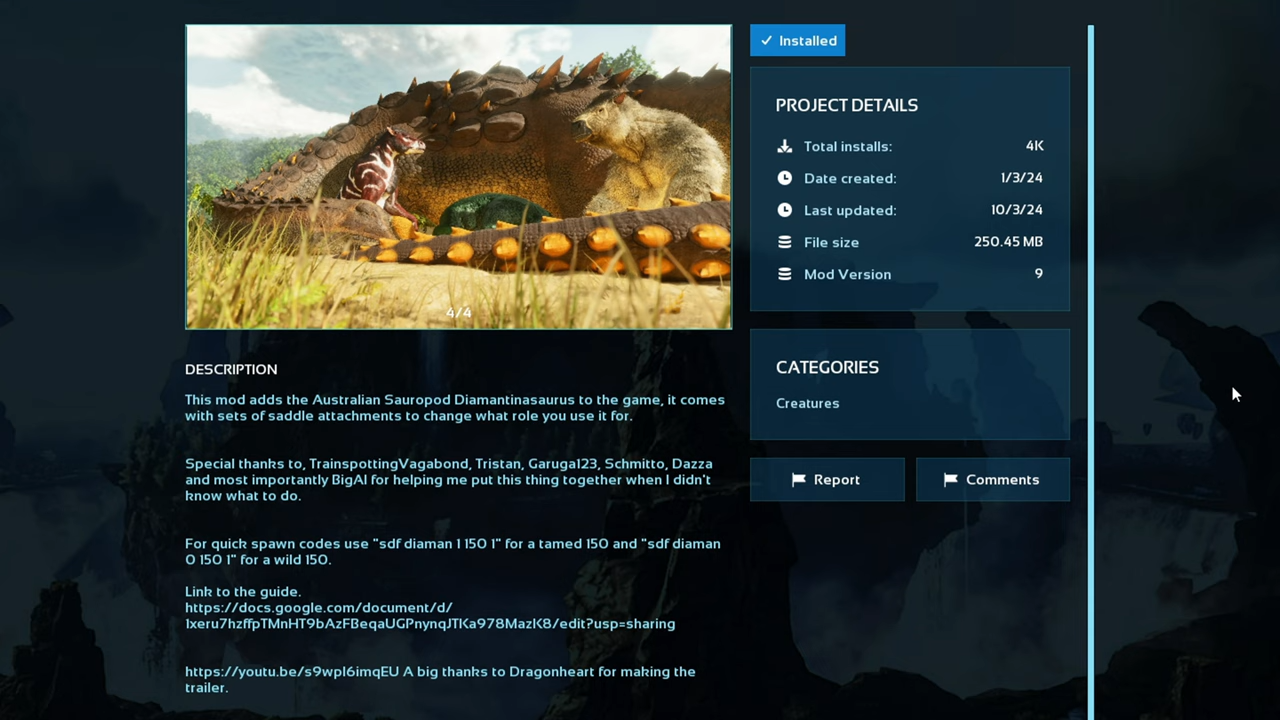 Installed
PROJECT DETAILS
Total installs: 4K
Date created: 1/3/24
Last updated: 10/3/24
File size 250.45 MB
Mod Version 9
4/4
CATEGORIES
Creatures
Report
Comments
DESCRIPTION
This mod adds the Australian Sauropod Diamantinasaurus to the game, it comes
with sets of saddle attachments to change what role you use it for.
Special thanks to, TrainspottingVagabond, Tristan, Garuga123, Schmitto, Dazza
and most importantly BigAl for helping me put this thing together when I didn't
know what to do.
For quick spawn codes use "sdf diaman 1 150 1" for a tamed 150 and "sdf diaman
0 150 1" for a wild 150.
Link to the guide.
https://docs.google.com/document/d/
1xeru7hzffpTMnHT9bAzFBeqaUGPnynqJTKa978MazK8/edit?usp=sharing
https://youtu.be/s9wpl6imqEU A big thanks to Dragonheart for making the
trailer.